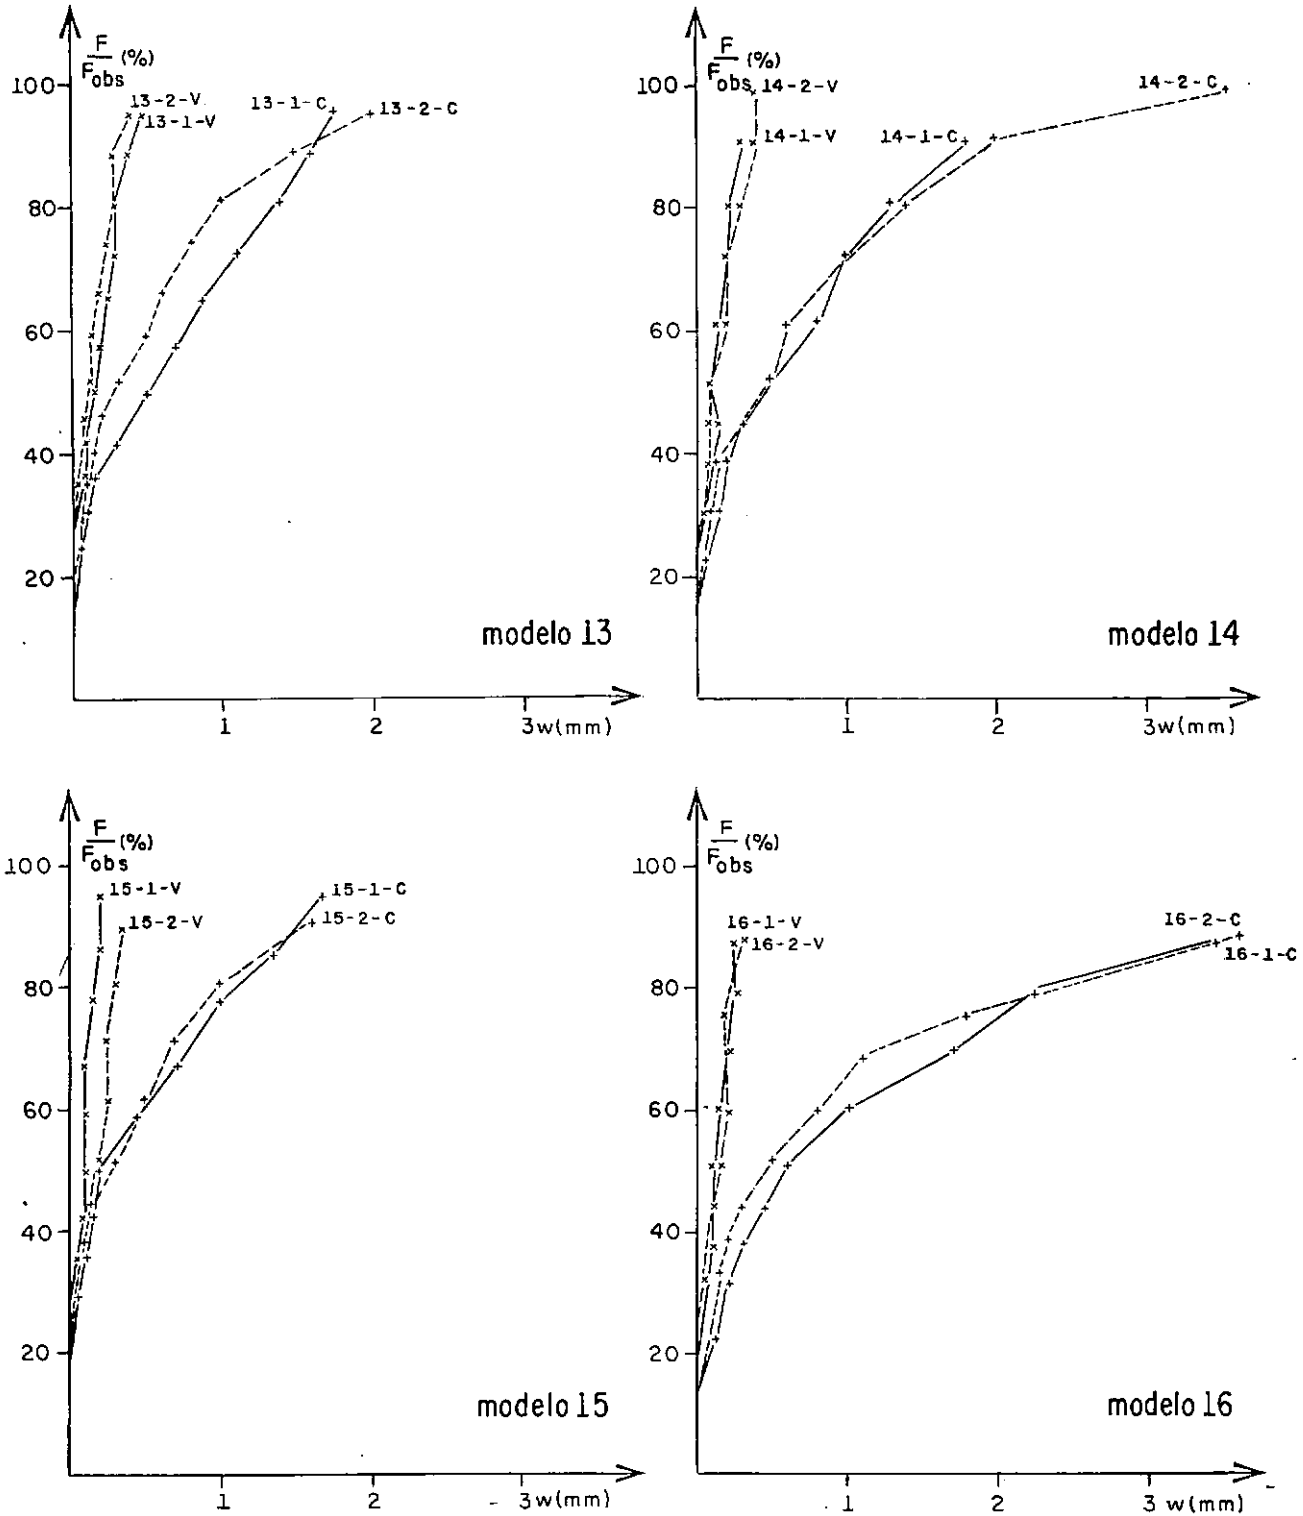 F/Fobs (%)
100
80
60
40
20
13-2-V
13-1-V
13-1-C
13-2-C
modelo 13
1 2 3 w(mm)
F/Fobs (%)
100
80
60
40
20
14-2-V
14-1-V
14-1-C
14-2-C
modelo 14
1 2 3 w(mm)
F/Fobs (%)
100
80
60
40
20
15-1-V
15-2-V
15-1-C
15-2-C
modelo 15
1 2 3 w(mm)
F/Fobs (%)
100
80
60
40
20
16-1-V
16-2-V
16-2-C
16-1-C
modelo 16
1 2 3 w(mm)